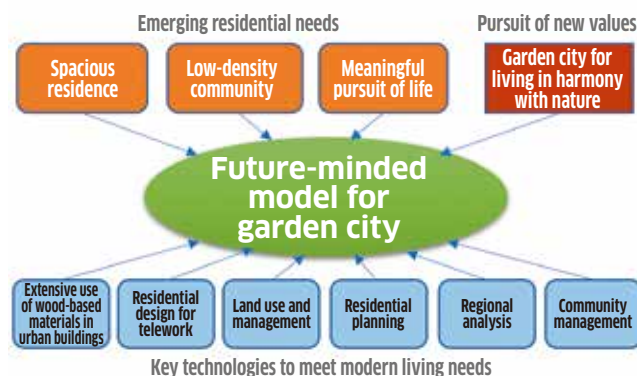 Emerging residential needs
Pursuit of new values
Spacious
residence
Low-density
community
Meaningful
pursuit of life
Garden city for
living in harmony
with nature
Future-minded
model for
garden city
Extensive use
of wood-based
materials in
urban buildings
Residential
design for
telework
Land use and
management
Residential
planning
Regional
analysis
Community
management
Key technologies to meet modern living needs